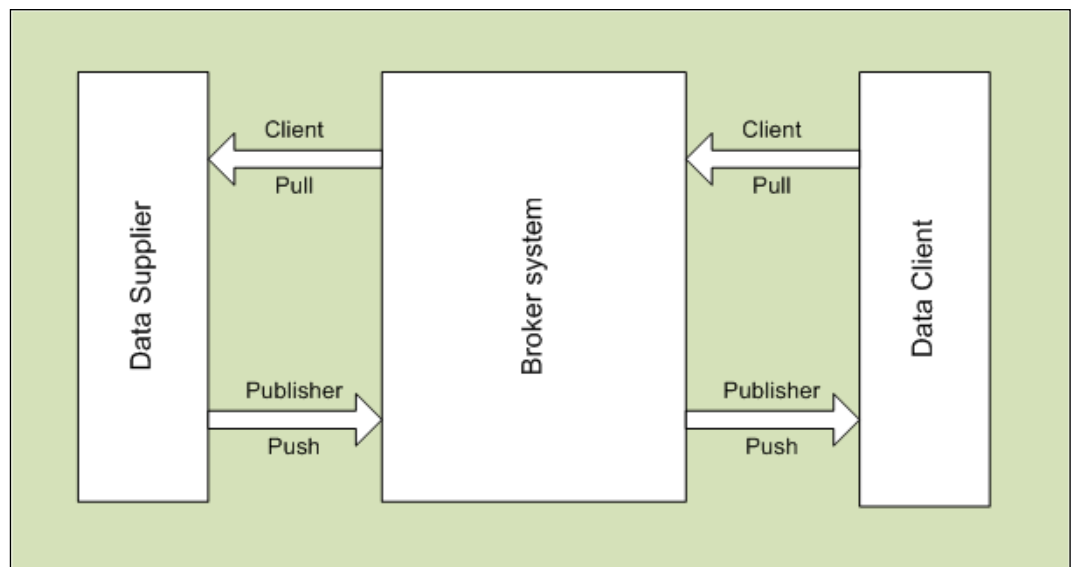 Client
Pull
Client
Pull
Data Supplier
Broker system
Data Client
Publisher
Push
Publisher
Push